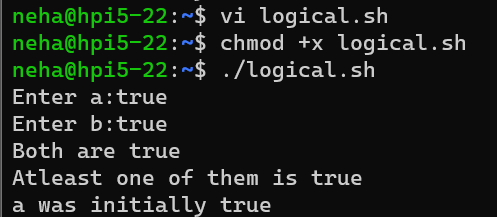 neha@hpi5-22:~$ vi logical.sh
neha@hpi5-22:~$ chmod +x logical.sh
neha@hpi5-22:~$ ./logical.sh
Enter a:true
Enter b:true
Both are true
Atleast one of them is true
a was initially true